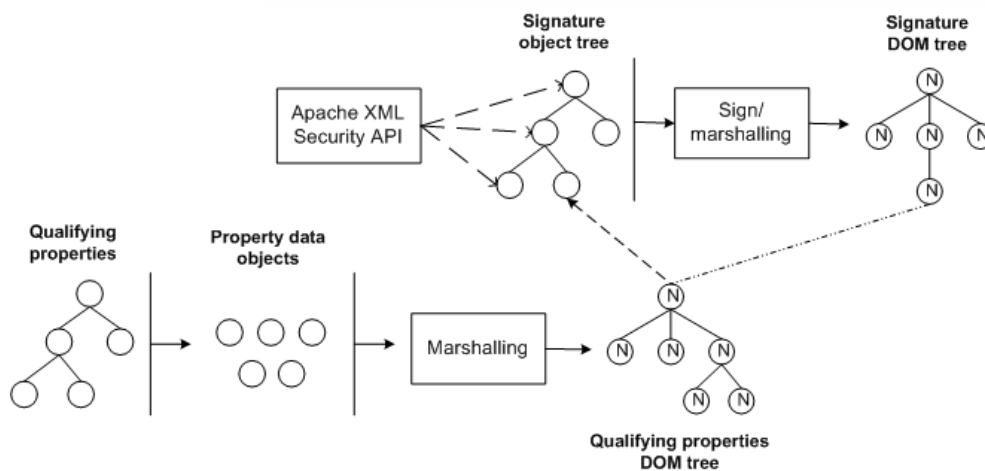 Signature
object tree
Signature
DOM tree
Apache XML
Security API
Sign/
marshalling
N
N
N
N
N
Qualifying
properties
Property data
objects
Marshalling
N
N
N
N
N
N
Qualifying properties
DOM tree